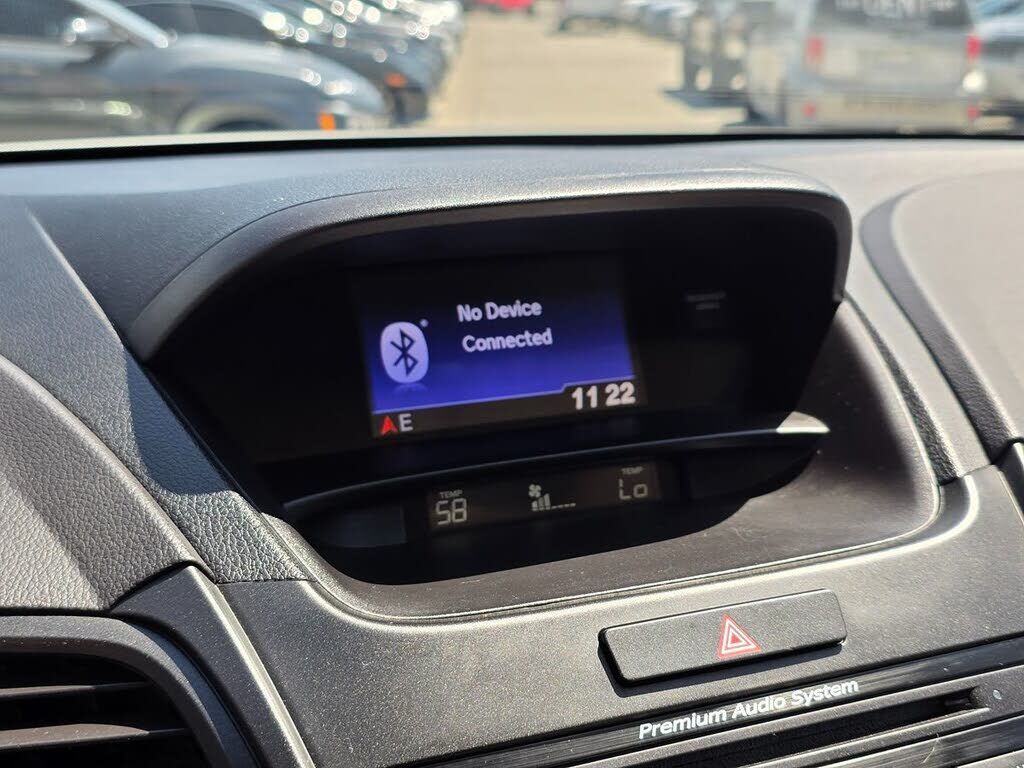 No Device
Connected
E
11 22
TEMP
58
TEMP
Lo
Premium Audio System